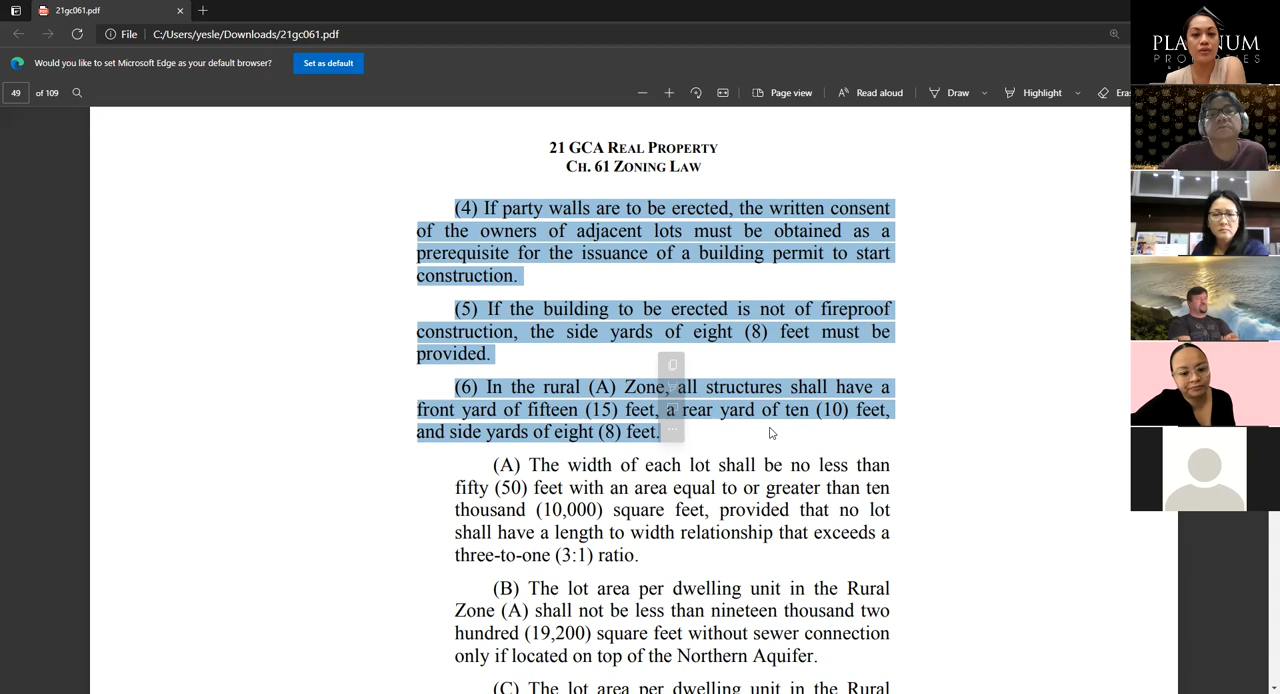 21gc061.pdf
File C:/Users/yesle/Downloads/21gc061.pdf
Would you like to set Microsoft Edge as your default browser? Set as default
49 of 109 Page view Read aloud Draw Highlight Eras
PLATINUM
PROPERTIES
21 GCA REAL PROPERTY
CH. 61 ZONING LAW
(4) If party walls are to be erected, the written consent
of the owners of adjacent lots must be obtained as a
prerequisite for the issuance of a building permit to start
construction.
(5) If the building to be erected is not of fireproof
construction, the side yards of eight (8) feet must be
provided.
(6) In the rural (A) Zone, all structures shall have a
front yard of fifteen (15) feet, a rear yard of ten (10) feet,
and side yards of eight (8) feet.
(A) The width of each lot shall be no less than
fifty (50) feet with an area equal to or greater than ten
thousand (10,000) square feet, provided that no lot
shall have a length to width relationship that exceeds a
three-to-one (3:1) ratio.
(B) The lot area per dwelling unit in the Rural
Zone (A) shall not be less than nineteen thousand two
hundred (19,200) square feet without sewer connection
only if located on top of the Northern Aquifer.
(C) The lot area per dwelling unit in the Rural